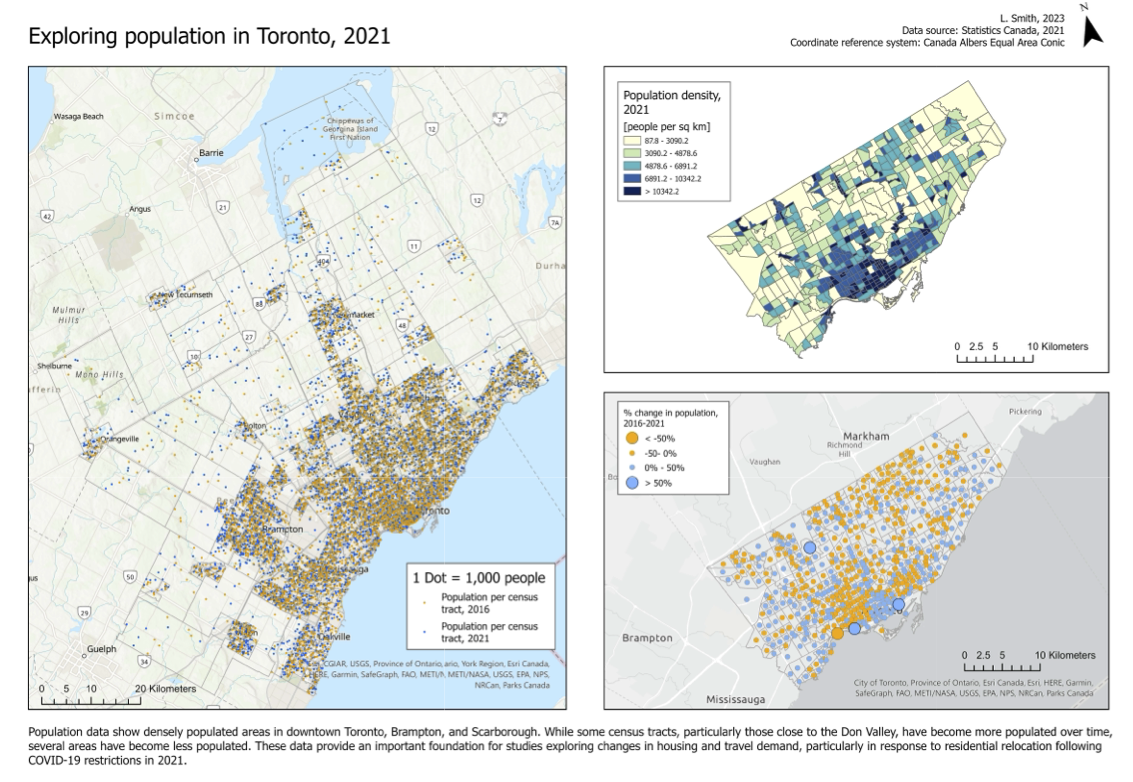 Exploring population in Toronto, 2021
L. Smith, 2023
Data source: Statistics Canada, 2021
Coordinate reference system: Canada Albers Equal Area Conic
N
Wasaga Beach
Simcoe
Chippewas of
Georgina Island
First Nation
12
Barrie
42
Angus
21
12
7A
11
Durha
404
New Tecumseth
88
Newmarket
48
Mulmur
Hills
27
10
Shelburne
Mono Hills
fferin
Orangeville
Bolton
Toronto
Brampton
50
29
Guelph
34
Oakville
1 Dot = 1,000 people
Population per census
tract, 2016
Population per census
tract, 2021
CGIAR, USGS, Province of Ontario, ario, York Region, Esri Canada,
HERE, Garmin, SafeGraph, FAO, METI/N, METI/NASA, USGS, EPA, NPS,
NRCan, Parks Canada
0 5 10 20 Kilometers
Population density,
2021
[people per sq km]
87.8 - 3090.2
3090.2 - 4878.6
4878.6 - 6891.2
6891.2 - 10342.2
> 10342.2
0 2.5 5 10 Kilometers
% change in population,
2016-2021
< -50%
-50- 0%
0% - 50%
> 50%
Pickering
Markham
Richmond
Hill
Vaughan
Bo
Brampton
Mississauga
0 2.5 5 10 Kilometers
City of Toronto, Province of Ontario, Esri Canada, Esri, HERE, Garmin,
SafeGraph, FAO, METI/NASA, USGS, EPA, NPS, NRCan, Parks Canada
Population data show densely populated areas in downtown Toronto, Brampton, and Scarborough. While some census tracts, particularly those close to the Don Valley, have become more populated over time,
several areas have become less populated. These data provide an important foundation for studies exploring changes in housing and travel demand, particularly in response to residential relocation following
COVID-19 restrictions in 2021.